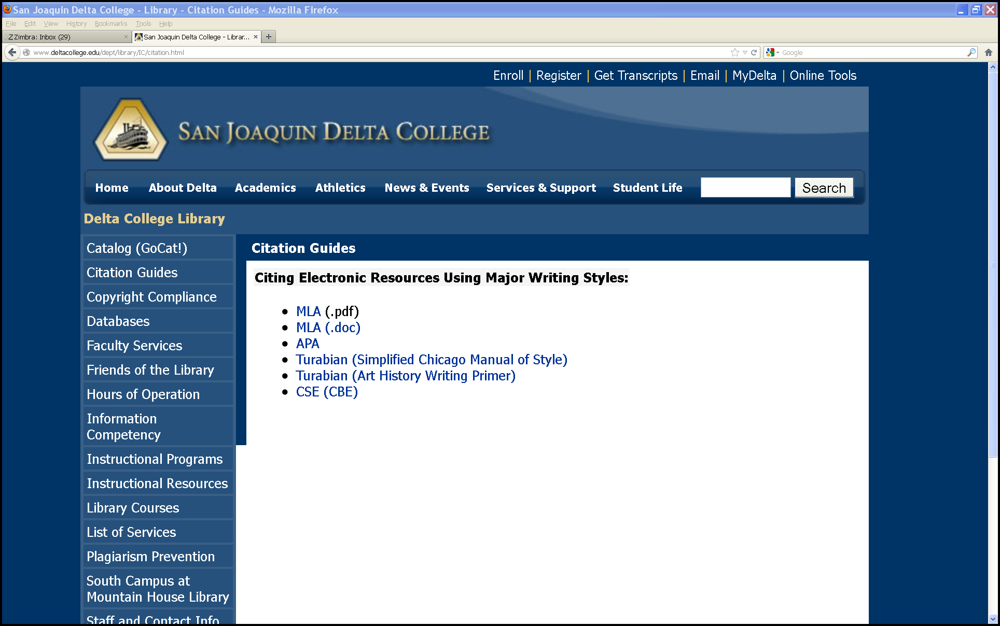 San Joaquin Delta College - Library - Citation Guides - Mozilla Firefox
File Edit View History Bookmarks Tools Help
Zimbra: Inbox (29)
San Joaquin Delta College - Librar...
www.deltacollege.edu/dept/library/IC/citation.html
Google
Enroll | Register | Get Transcripts | Email | MyDelta | Online Tools
SAN JOAQUIN DELTA COLLEGE
Home About Delta Academics Athletics News & Events Services & Support Student Life Search
Delta College Library
Catalog (GoCat!)
Citation Guides
Copyright Compliance
Databases
Faculty Services
Friends of the Library
Hours of Operation
Information
Competency
Instructional Programs
Instructional Resources
Library Courses
List of Services
Plagiarism Prevention
South Campus at
Mountain House Library
Staff and Contact Info
Citation Guides
Citing Electronic Resources Using Major Writing Styles:
MLA (.pdf)
MLA (.doc)
APA
Turabian (Simplified Chicago Manual of Style)
Turabian (Art History Writing Primer)
CSE (CBE)